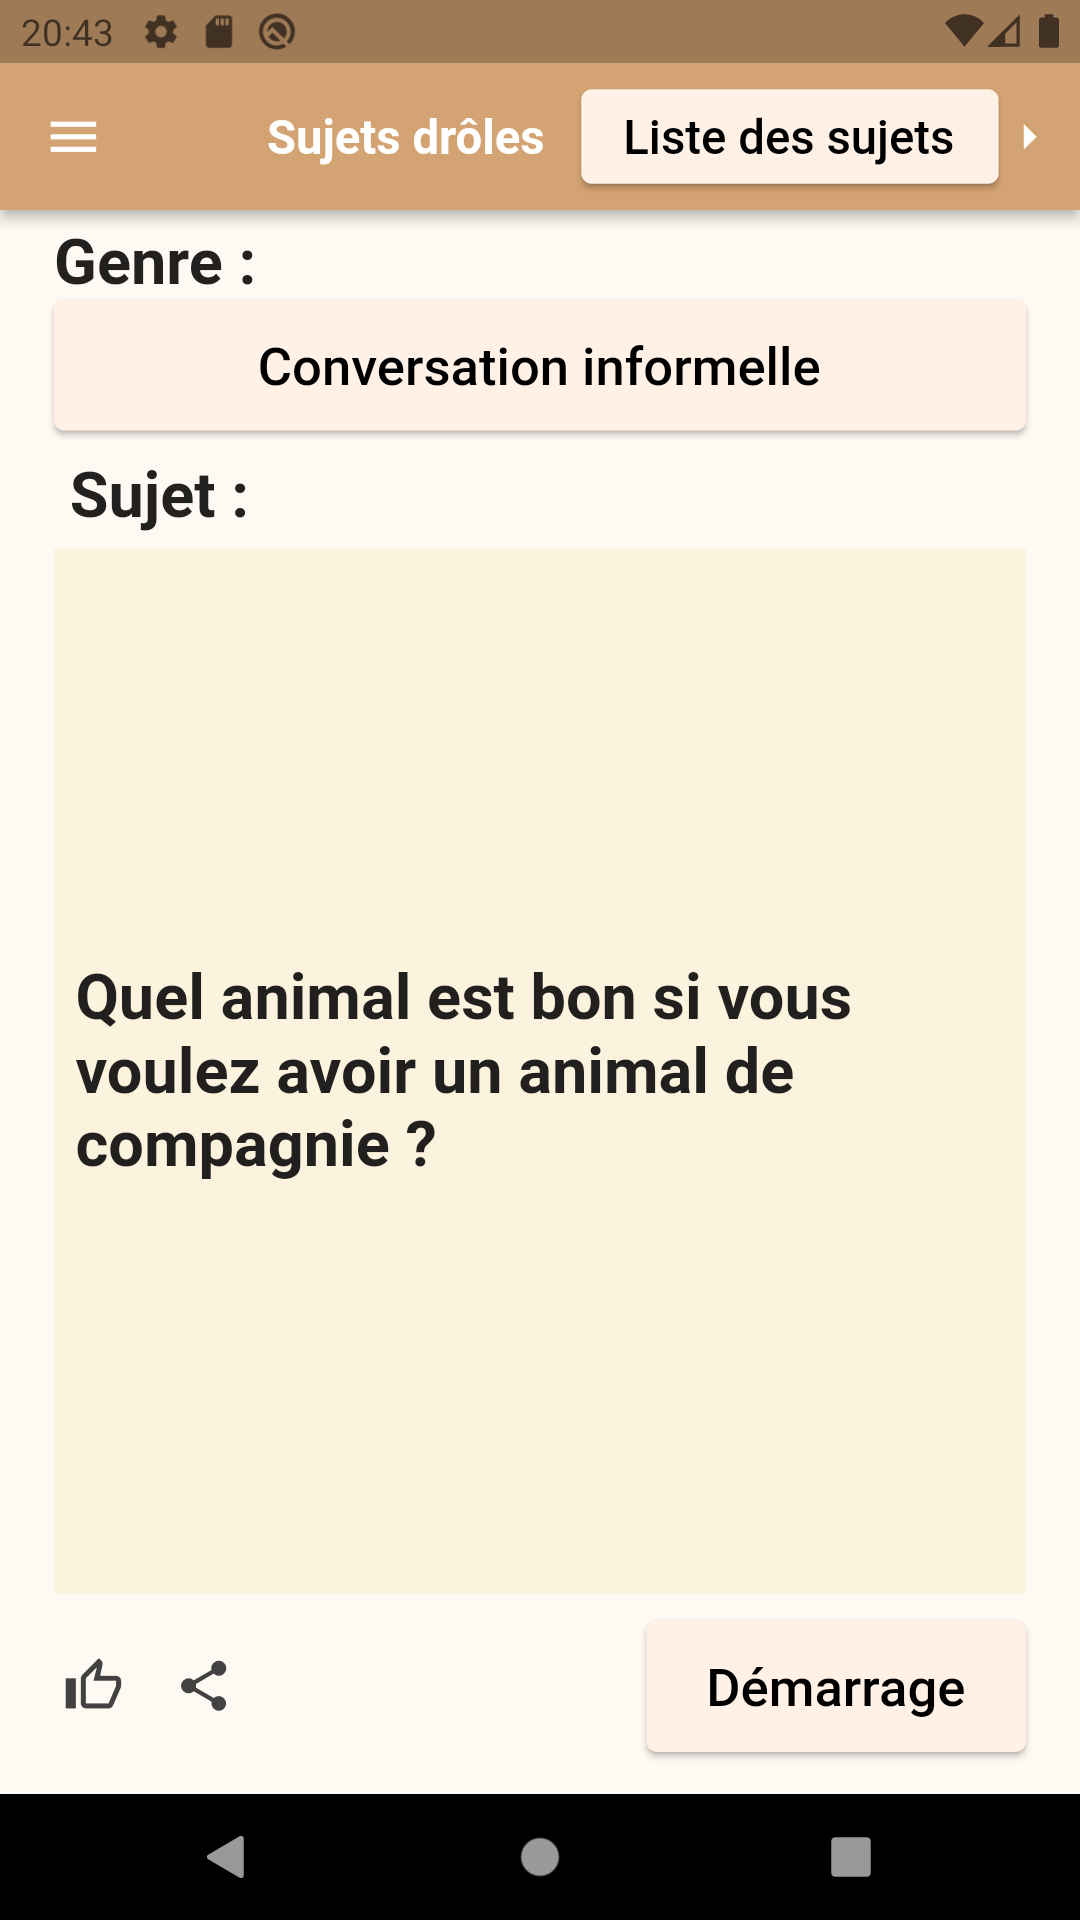 20:43
Sujets drôles
Liste des sujets
Genre :
Conversation informelle
Sujet :
Quel animal est bon si vous
voulez avoir un animal de
compagnie ?
Démarrage